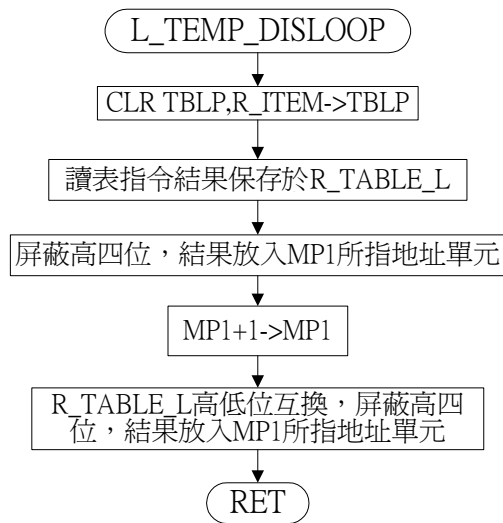 L_TEMP_DISLOOP
CLR TBLP,R_ITEM->TBLP
讀表指令結果保存於R_TABLE_L
屏蔽高四位，結果放入MP1所指地址單元
MP1+1->MP1
R_TABLE_L高低位互換，屏蔽高四
位，結果放入MP1所指地址單元
RET